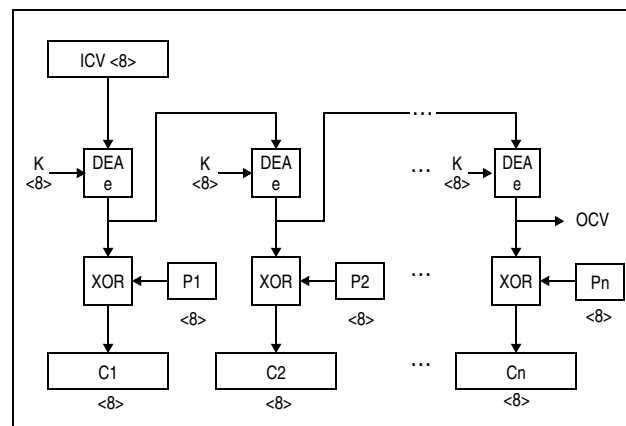 ICV <8>
...
K
<8>
DEA
e
K
<8>
DEA
e
...
K
<8>
DEA
e
OCV
XOR
P1
XOR
P2
...
XOR
Pn
<8>
<8>
<8>
C1
C2
...
Cn
<8>
<8>
<8>